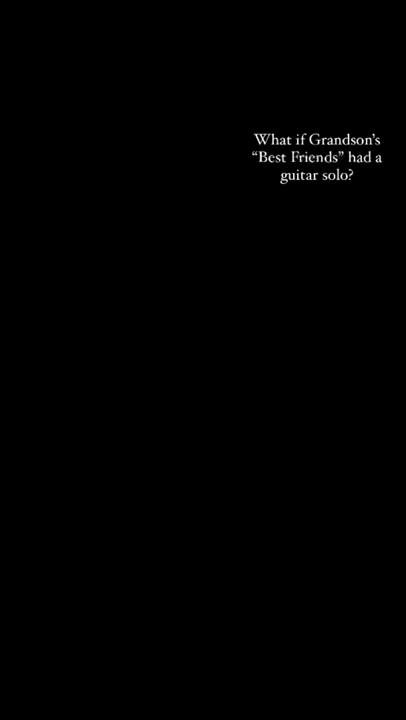 What if Grandson’s
“Best Friends” had a
guitar solo?